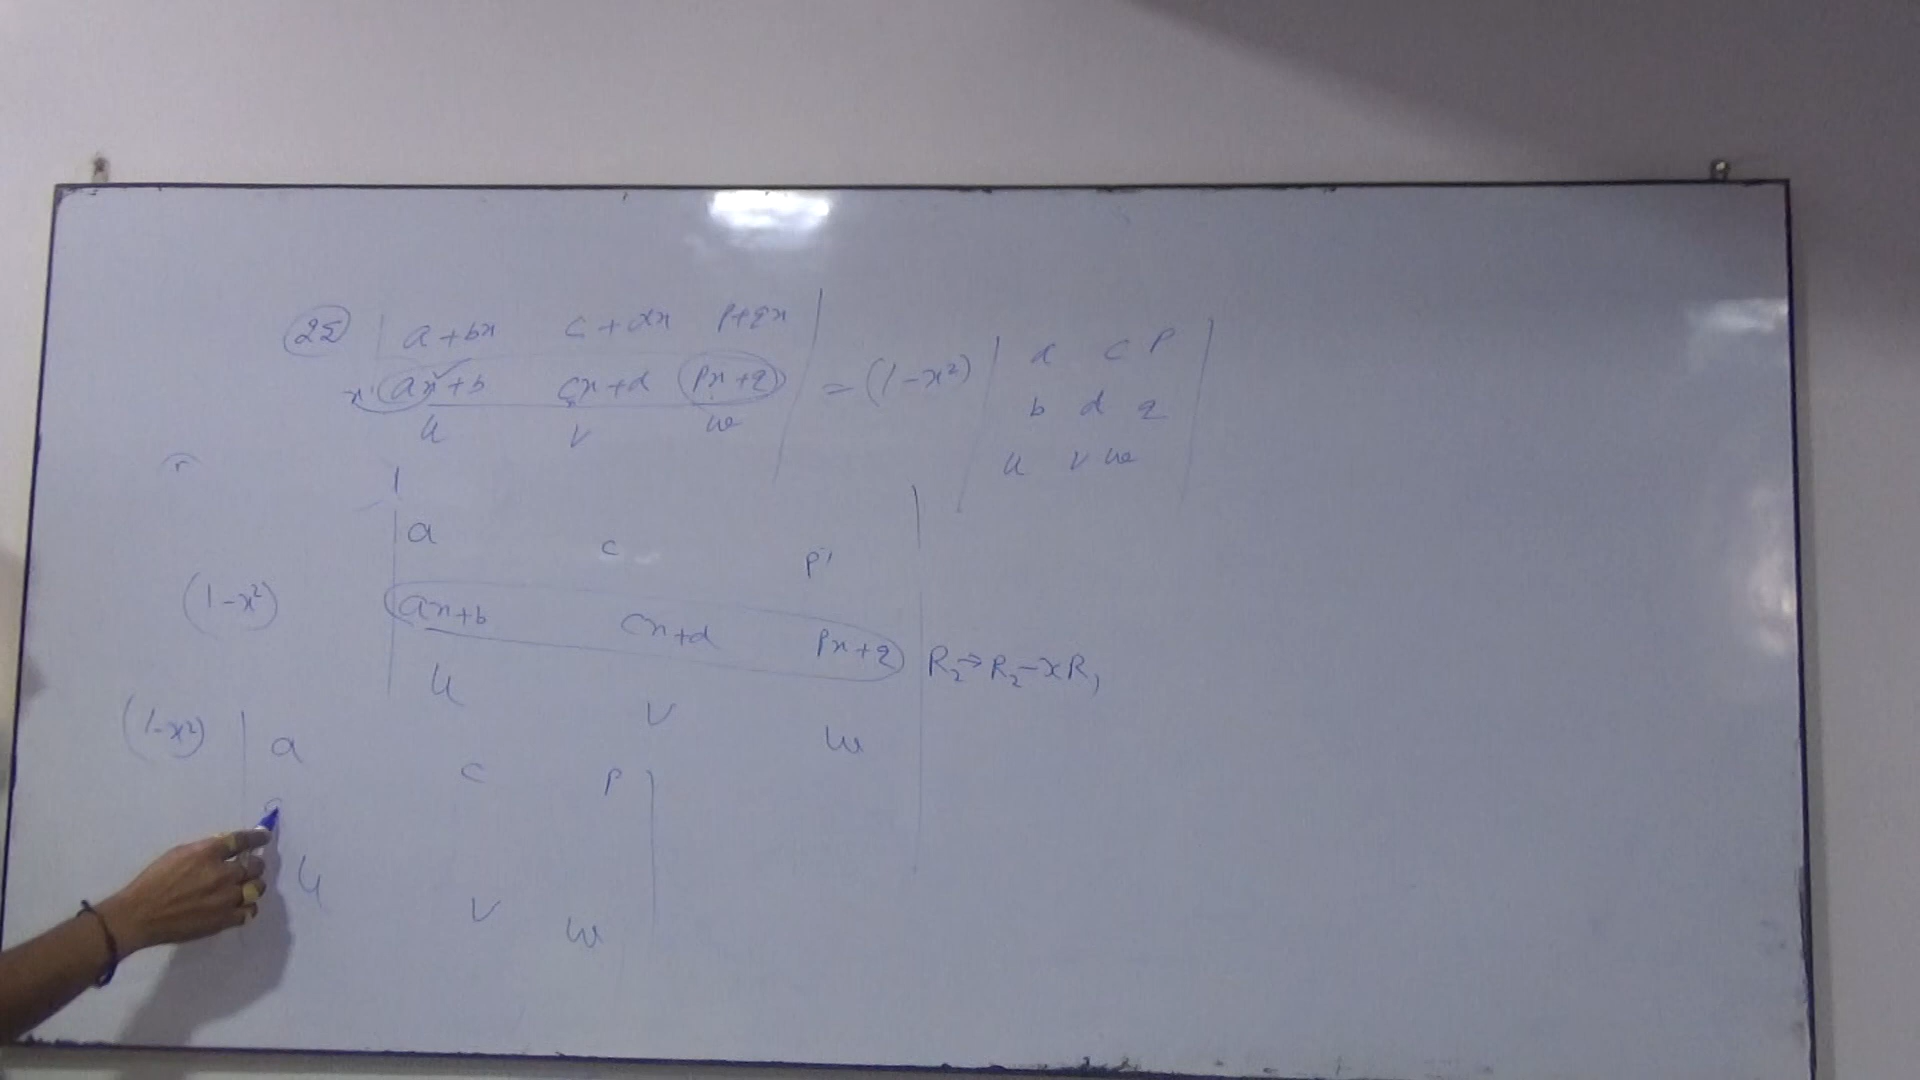 25 | a+bx c+dx p+qx |
x ax+b cx+d px+q = (1-x²) | a c p |
u v w b d q
u v w
a c p
(1-x²) ax+b cx+d px+q R₂→R₂-xR₁
u v w
(1-x²) | a c p |
u v w